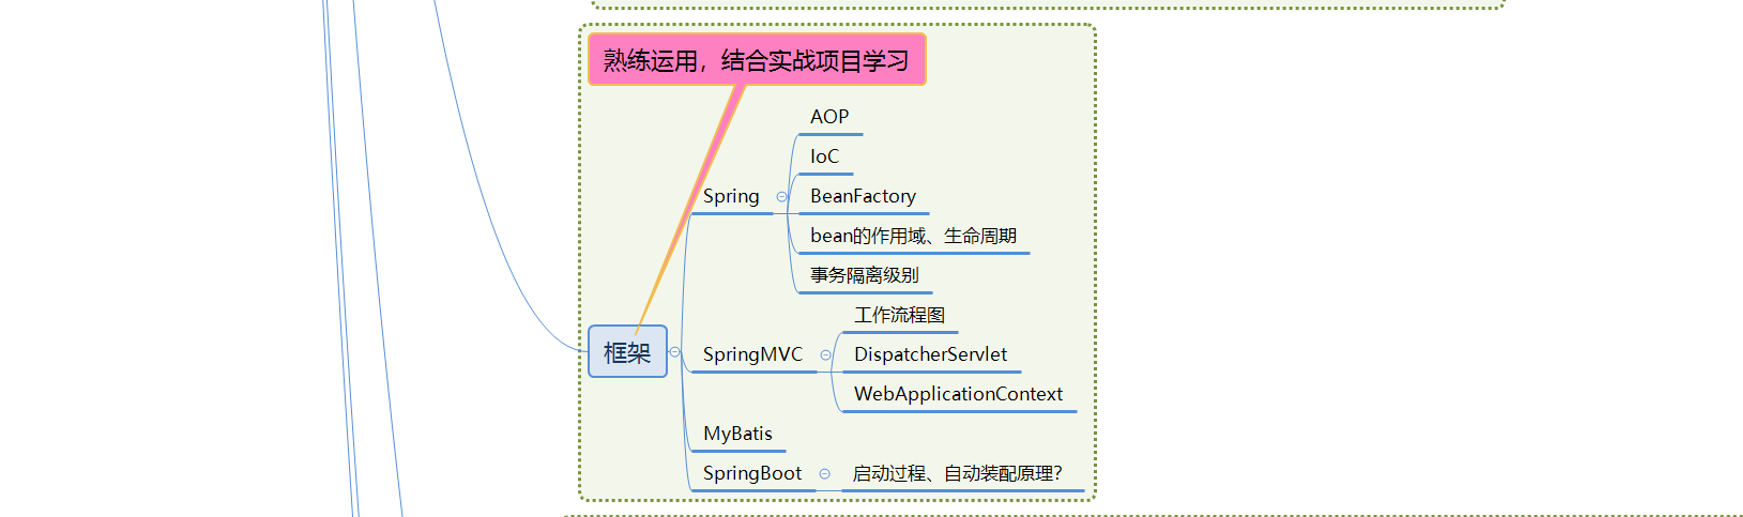 熟练运用，结合实战项目学习
AOP
IoC
Spring
BeanFactory
bean的作用域、生命周期
事务隔离级别
工作流程图
框架
SpringMVC
DispatcherServlet
WebApplicationContext
MyBatis
SpringBoot
启动过程、自动装配原理？